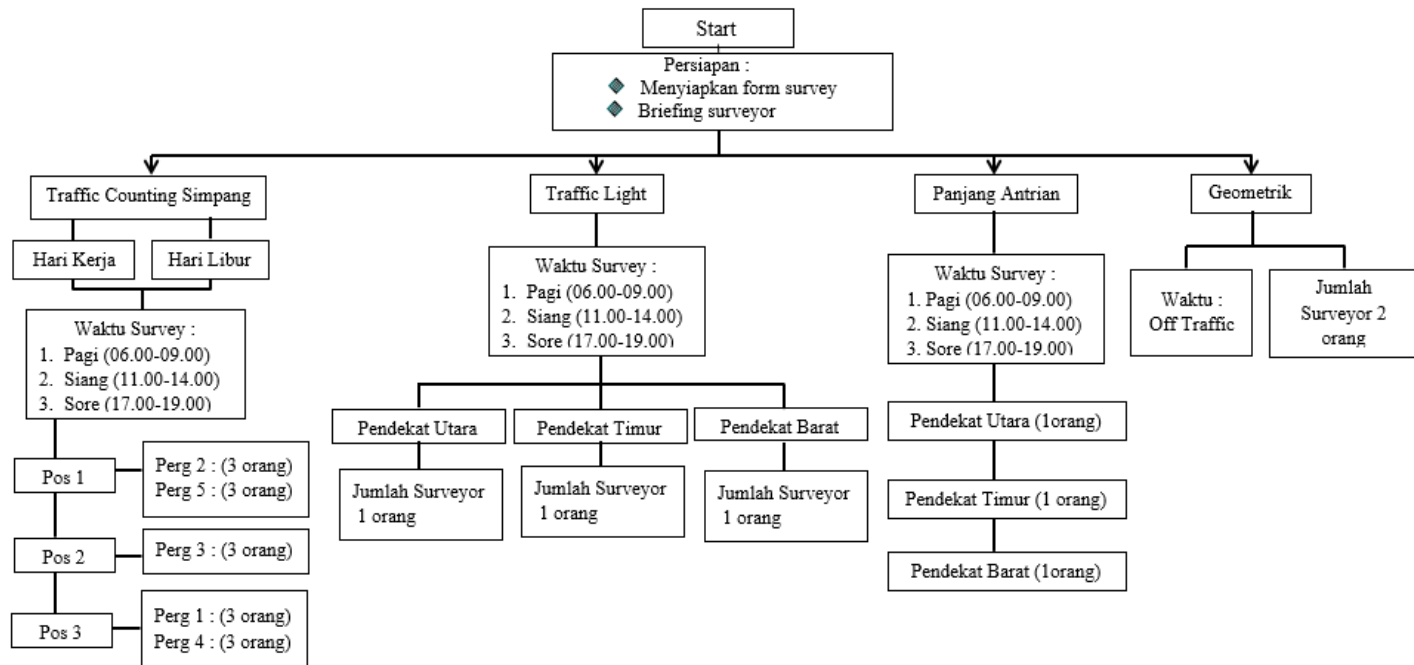 Start
Persiapan :
Menyiapkan form survey
Briefing surveyor
Traffic Counting Simpang
Traffic Light
Panjang Antrian
Geometrik
Hari Kerja
Hari Libur
Waktu Survey :
1. Pagi (06.00-09.00)
2. Siang (11.00-14.00)
3. Sore (17.00-19.00)
Pos 1
Perg 2 : (3 orang)
Perg 5 : (3 orang)
Pos 2
Perg 3 : (3 orang)
Pos 3
Perg 1 : (3 orang)
Perg 4 : (3 orang)
Waktu Survey :
1. Pagi (06.00-09.00)
2. Siang (11.00-14.00)
3. Sore (17.00-19.00)
Pendekat Utara
Pendekat Timur
Pendekat Barat
Jumlah Surveyor
1 orang
Jumlah Surveyor
1 orang
Jumlah Surveyor
1 orang
Waktu Survey :
1. Pagi (06.00-09.00)
2. Siang (11.00-14.00)
3. Sore (17.00-19.00)
Pendekat Utara (1orang)
Pendekat Timur (1 orang)
Pendekat Barat (1orang)
Waktu :
Off Traffic
Jumlah
Surveyor 2
orang